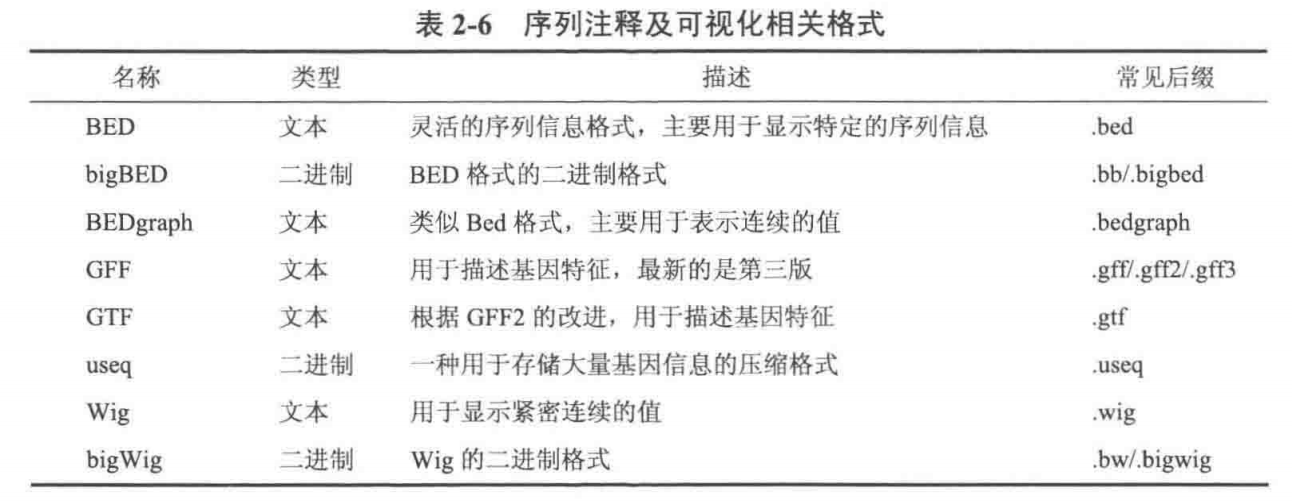 表 2-6 序列注释及可视化相关格式
名称 类型 描述 常见后缀
BED 文本 灵活的序列信息格式，主要用于显示特定的序列信息 .bed
bigBED 二进制 BED 格式的二进制格式 .bb/.bigbed
BEDgraph 文本 类似 Bed 格式，主要用于表示连续的值 .bedgraph
GFF 文本 用于描述基因特征，最新的是第三版 .gff/.gff2/.gff3
GTF 文本 根据 GFF2 的改进，用于描述基因特征 .gtf
useq 二进制 一种用于存储大量基因信息的压缩格式 .useq
Wig 文本 用于显示紧密连续的值 .wig
bigWig 二进制 Wig 的二进制格式 .bw/.bigwig